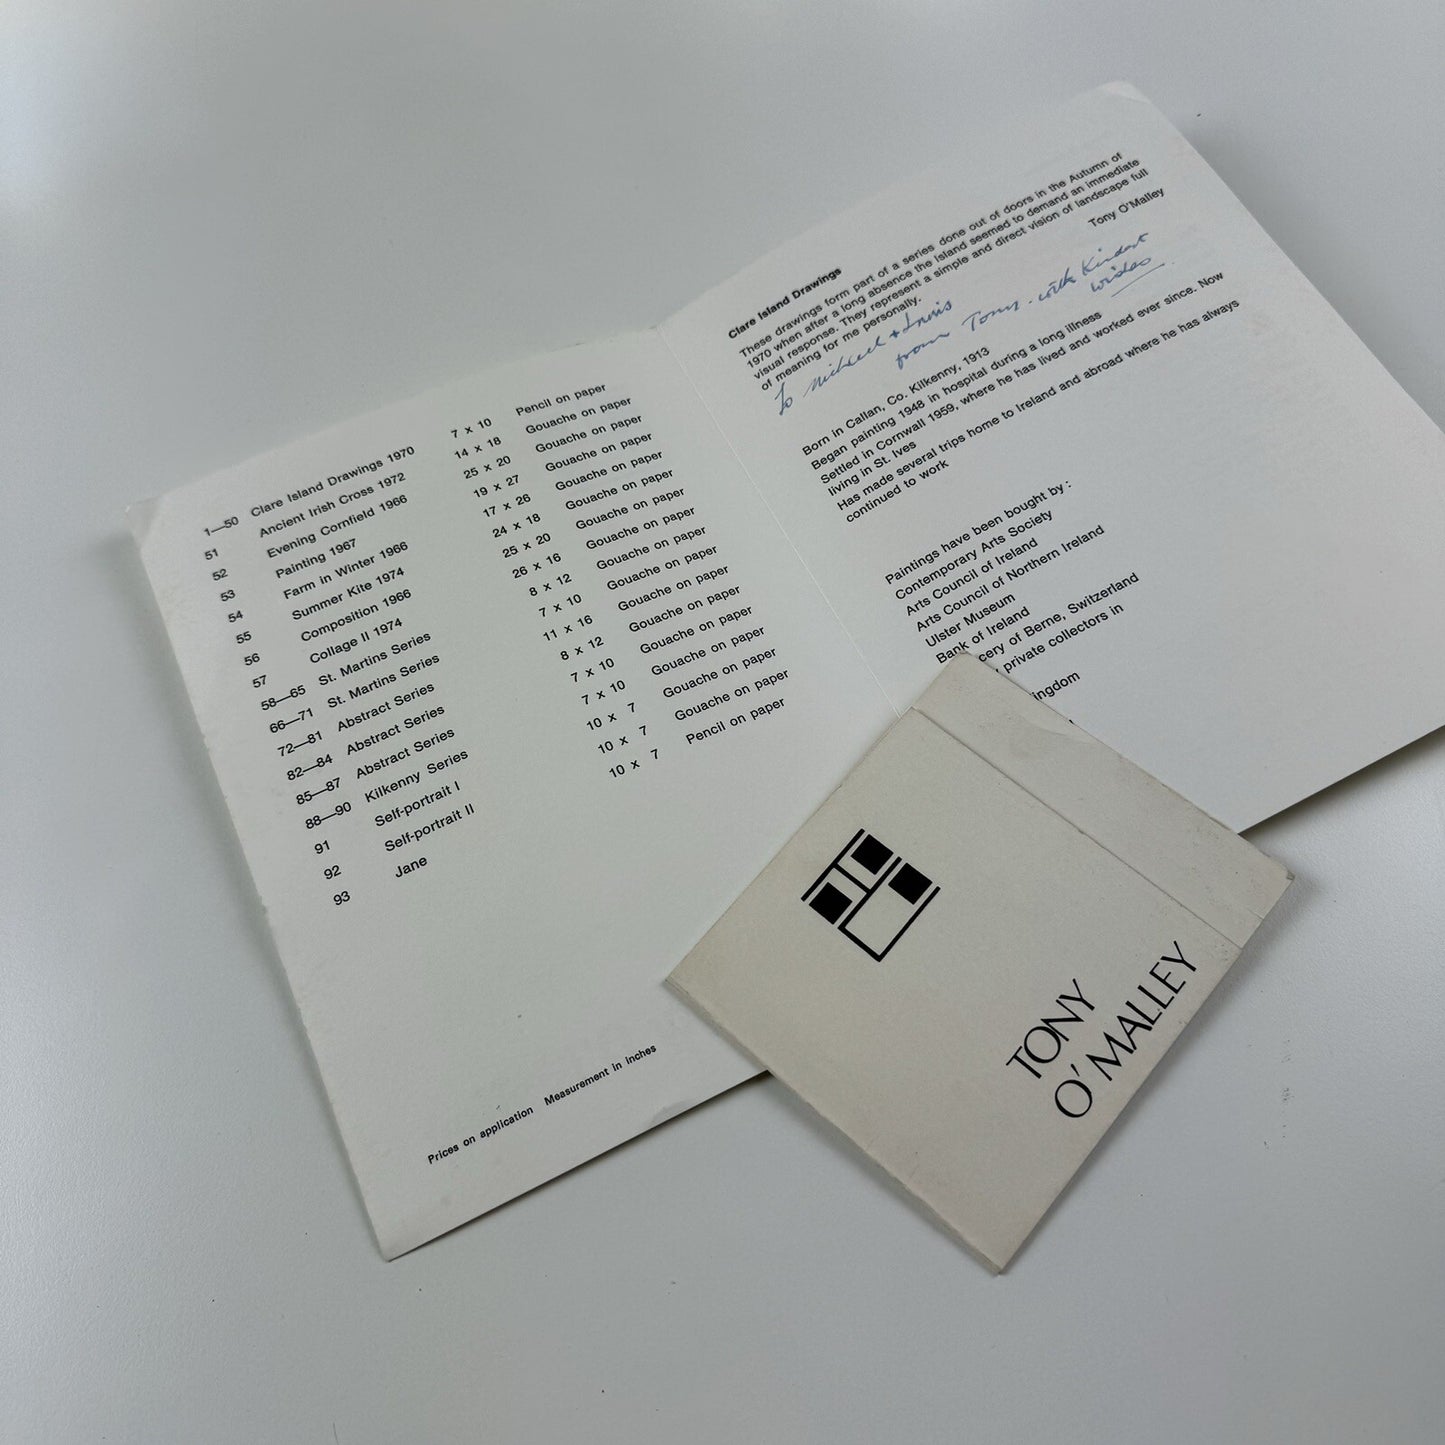 1—50 Clare Island Drawings 1970 7 x 10 Pencil on paper
51 Ancient Irish Cross 1972 14 x 18 Gouache on paper
52 Evening Cornfield 1966 25 x 20 Gouache on paper
53 Painting 1967 19 x 27 Gouache on paper
54 Farm in Winter 1966 17 x 26 Gouache on paper
55 Summer Kite 1974 24 x 18 Gouache on paper
56 Composition 1966 25 x 20 Gouache on paper
57 Collage II 1974 26 x 16 Gouache on paper
58—65 St. Martins Series 8 x 12 Gouache on paper
66—71 St. Martins Series 7 x 10 Gouache on paper
72—81 Abstract Series 11 x 16 Gouache on paper
82—84 Abstract Series 8 x 12 Gouache on paper
85—87 Abstract Series 7 x 10 Gouache on paper
88—90 Kilkenny Series 7 x 10 Gouache on paper
91 Self-portrait I 10 x 7 Gouache on paper
92 Self-portrait II 10 x 7 Gouache on paper
93 Jane 10 x 7 Pencil on paper
Prices on application Measurement in inches
Clare Island Drawings
These drawings form part of a series done out of doors in the Autumn of
1970 when after a long absence the Island seemed to demand an immediate
visual response. They represent a simple and direct vision of landscape full
of meaning for me personally.
Tony O'Malley
To Michael +
from Tony. with Kindest
wishes
Born in Callan, Co. Kilkenny, 1913
Began painting 1948 in hospital during a long illness
Settled in Cornwall 1959, where he has lived and worked ever since. Now
living in St. Ives
Has made several trips home to Ireland and abroad where he has always
continued to work
Paintings have been bought by :
Contemporary Arts Society
Arts Council of Ireland
Arts Council of Northern Ireland
Ulster Museum
Bank of Ireland
cery of Berne, Switzerland
private collectors in
ingdom
TONY
O'MALLEY